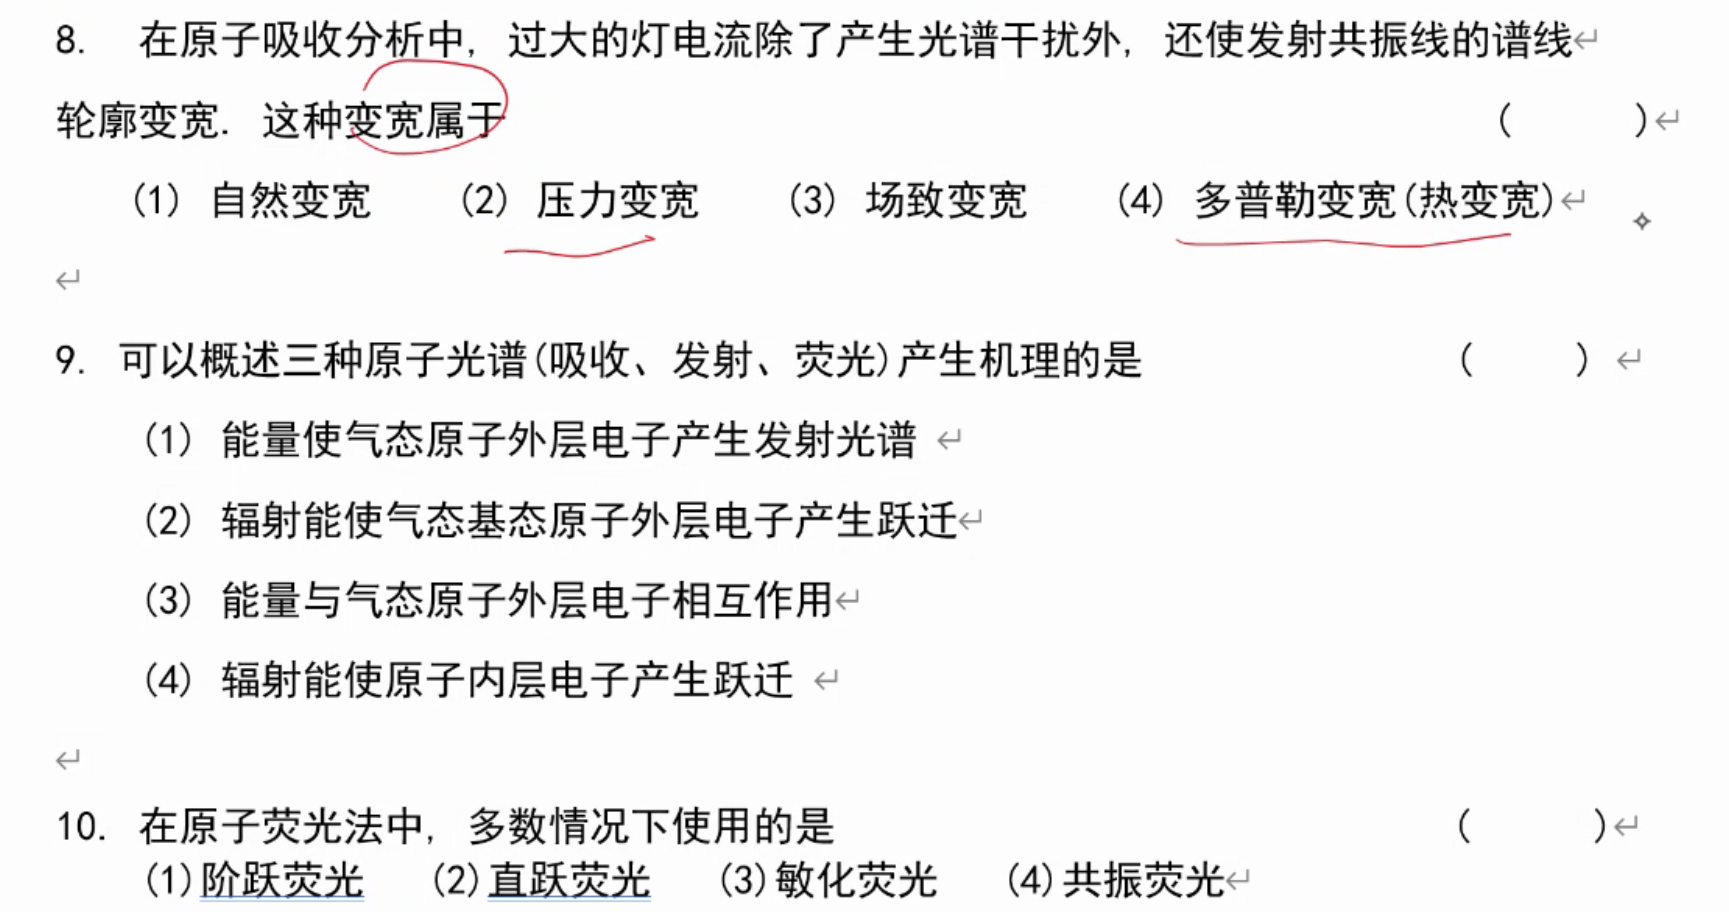 8. 在原子吸收分析中, 过大的灯电流除了产生光谱干扰外, 还使发射共振线的谱线
轮廓变宽. 这种变宽属于 ( )
(1) 自然变宽 (2) 压力变宽 (3) 场致变宽 (4) 多普勒变宽(热变宽)
9. 可以概述三种原子光谱(吸收、发射、荧光)产生机理的是 ( )
(1) 能量使气态原子外层电子产生发射光谱
(2) 辐射能使气态基态原子外层电子产生跃迁
(3) 能量与气态原子外层电子相互作用
(4) 辐射能使原子内层电子产生跃迁
10. 在原子荧光法中, 多数情况下使用的是 ( )
(1)阶跃荧光 (2)直跃荧光 (3)敏化荧光 (4)共振荧光